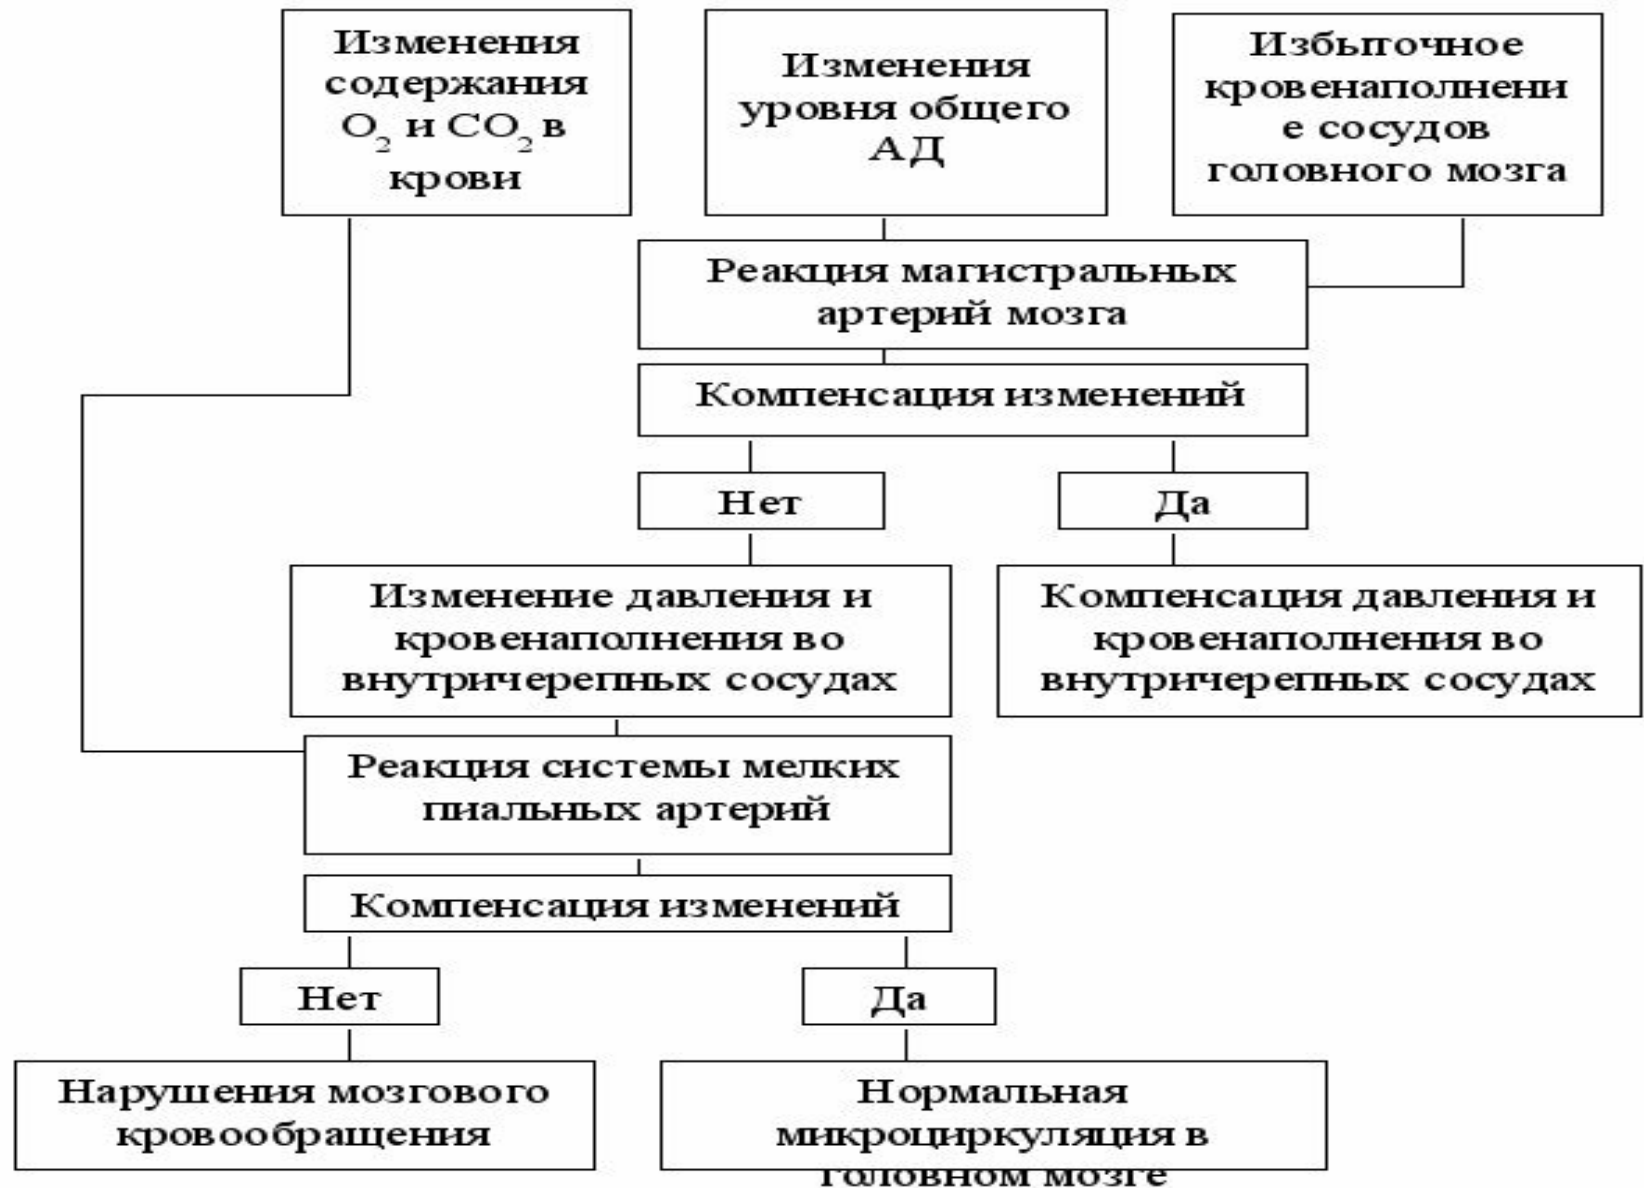 Изменения
содержания
O₂ и CO₂ в
крови
Изменения
уровня общего
АД
Избыточное
кровенаполнени
е сосудов
головного мозга
Реакция магистральных
артерий мозга
Компенсация изменений
Нет
Да
Изменение давления и
кровенаполнения во
внутричерепных сосудах
Компенсация давления и
кровенаполнения во
внутричерепных сосудах
Реакция системы мелких
пиальных артерий
Компенсация изменений
Нет
Да
Нарушения мозгового
кровообращения
Нормальная
микроциркуляция в
головном мозге